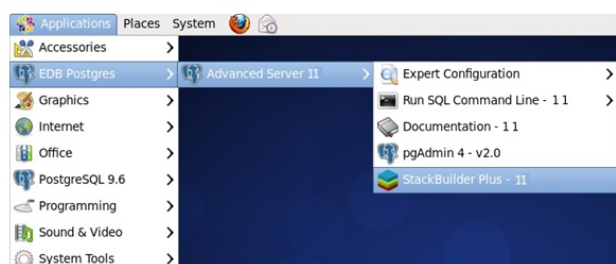 Applications Places System
Accessories
EDB Postgres
Graphics
Internet
Office
PostgreSQL 9.6
Programming
Sound & Video
System Tools
Advanced Server 11
Expert Configuration
Run SQL Command Line - 11
Documentation - 11
pgAdmin 4 - v2.0
StackBuilder Plus - 11